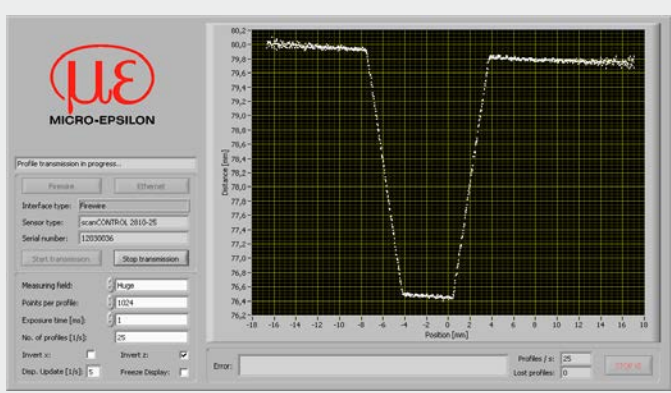 με
MICRO-EPSILON
Profile transmission in progress...
Firewire Ethernet
Interface type: Firewire
Sensor type: scanCONTROL 2810-25
Serial number: 12030036
Start transmission Stop transmission
Measuring field: Huge
Points per profile: 1024
Exposure time [ms]: 1
No. of profiles [1/s]: 25
Invert x: Invert z:
Disp. Update [1/s]: 5 Freeze Display:
80,2
80,0
79,8
79,6
79,4
79,2
79,0
78,8
78,6
78,4
78,2
78,0
77,8
77,6
77,4
77,2
77,0
76,8
76,6
76,4
76,2
Distance [mm]
-18 -16 -14 -12 -10 -8 -6 -4 -2 0 2 4 6 8 10 12 14 16 18
Position [mm]
Error:
Profiles / s: 25
Lost profiles: 0